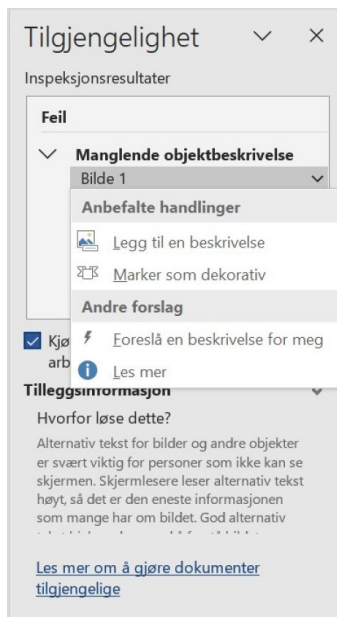 Tilgjengelighet
Inspeksjonsresultater
Feil
Manglende objektbeskrivelse
Bilde 1
Anbefalte handlinger
Legg til en beskrivelse
Marker som dekorativ
Andre forslag
Foreslå en beskrivelse for meg
Les mer
Kjø
arb
Tilleggsinformasjon
Hvorfor løse dette?
Alternativ tekst for bilder og andre objekter
er svært viktig for personer som ikke kan se
skjermen. Skjermlesere leser alternativ tekst
høyt, så det er den eneste informasjonen
som mange har om bildet. God alternativ
Les mer om å gjøre dokumenter
tilgjengelige